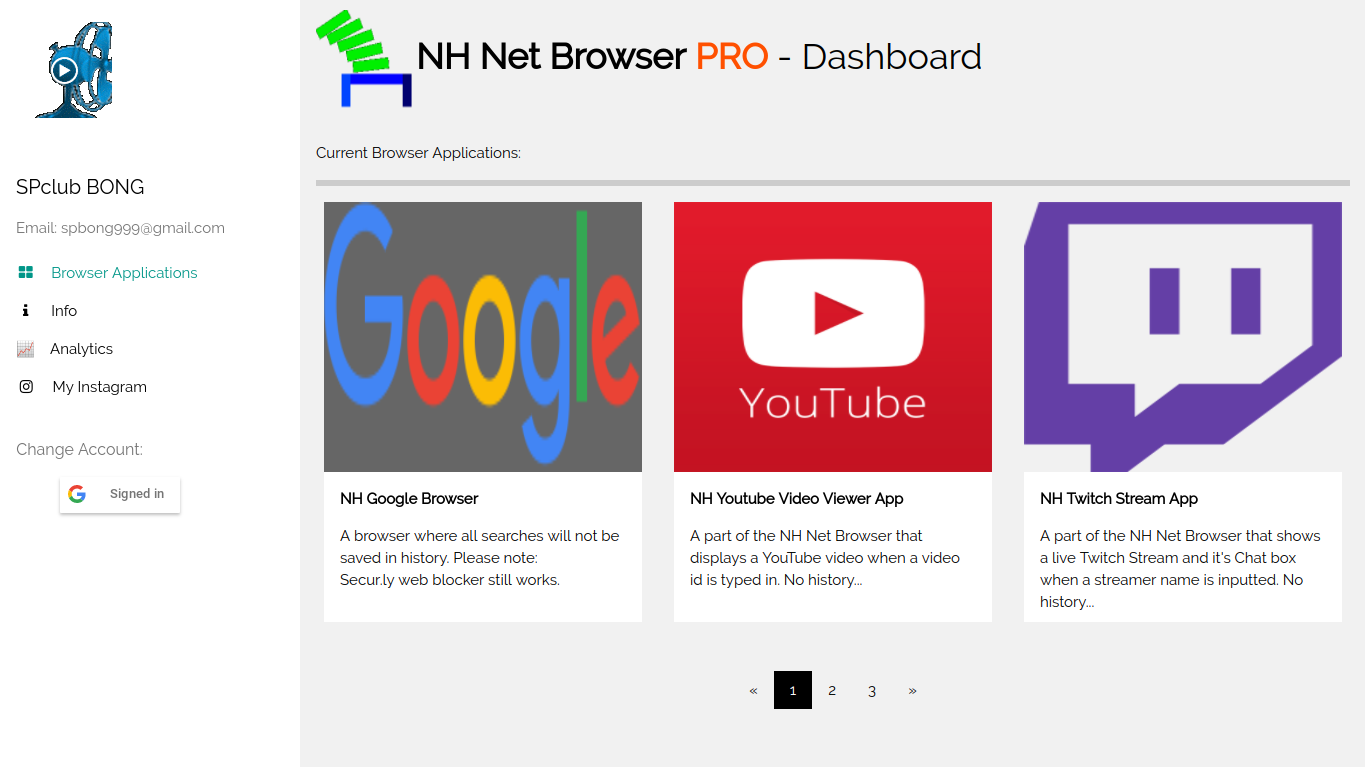 NH Net Browser PRO - Dashboard
Current Browser Applications:
SPclub BONG
Email: spbong999@gmail.com
Browser Applications
Info
Analytics
My Instagram
Change Account:
Signed in
Google
NH Google Browser
A browser where all searches will not be
saved in history. Please note:
Secur.ly web blocker still works.
YouTube
NH Youtube Video Viewer App
A part of the NH Net Browser that
displays a YouTube video when a video
id is typed in. No history...
NH Twitch Stream App
A part of the NH Net Browser that shows
a live Twitch Stream and it's Chat box
when a streamer name is inputted. No
history...
« 1 2 3 »